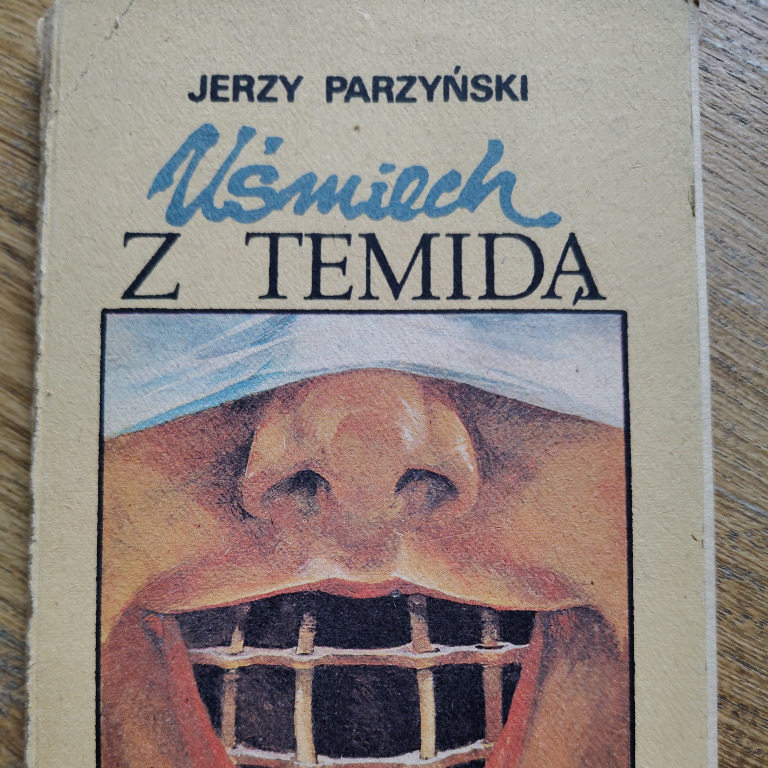 JERZY PARZYŃSKI
Uśmiech
Z TEMIDĄ